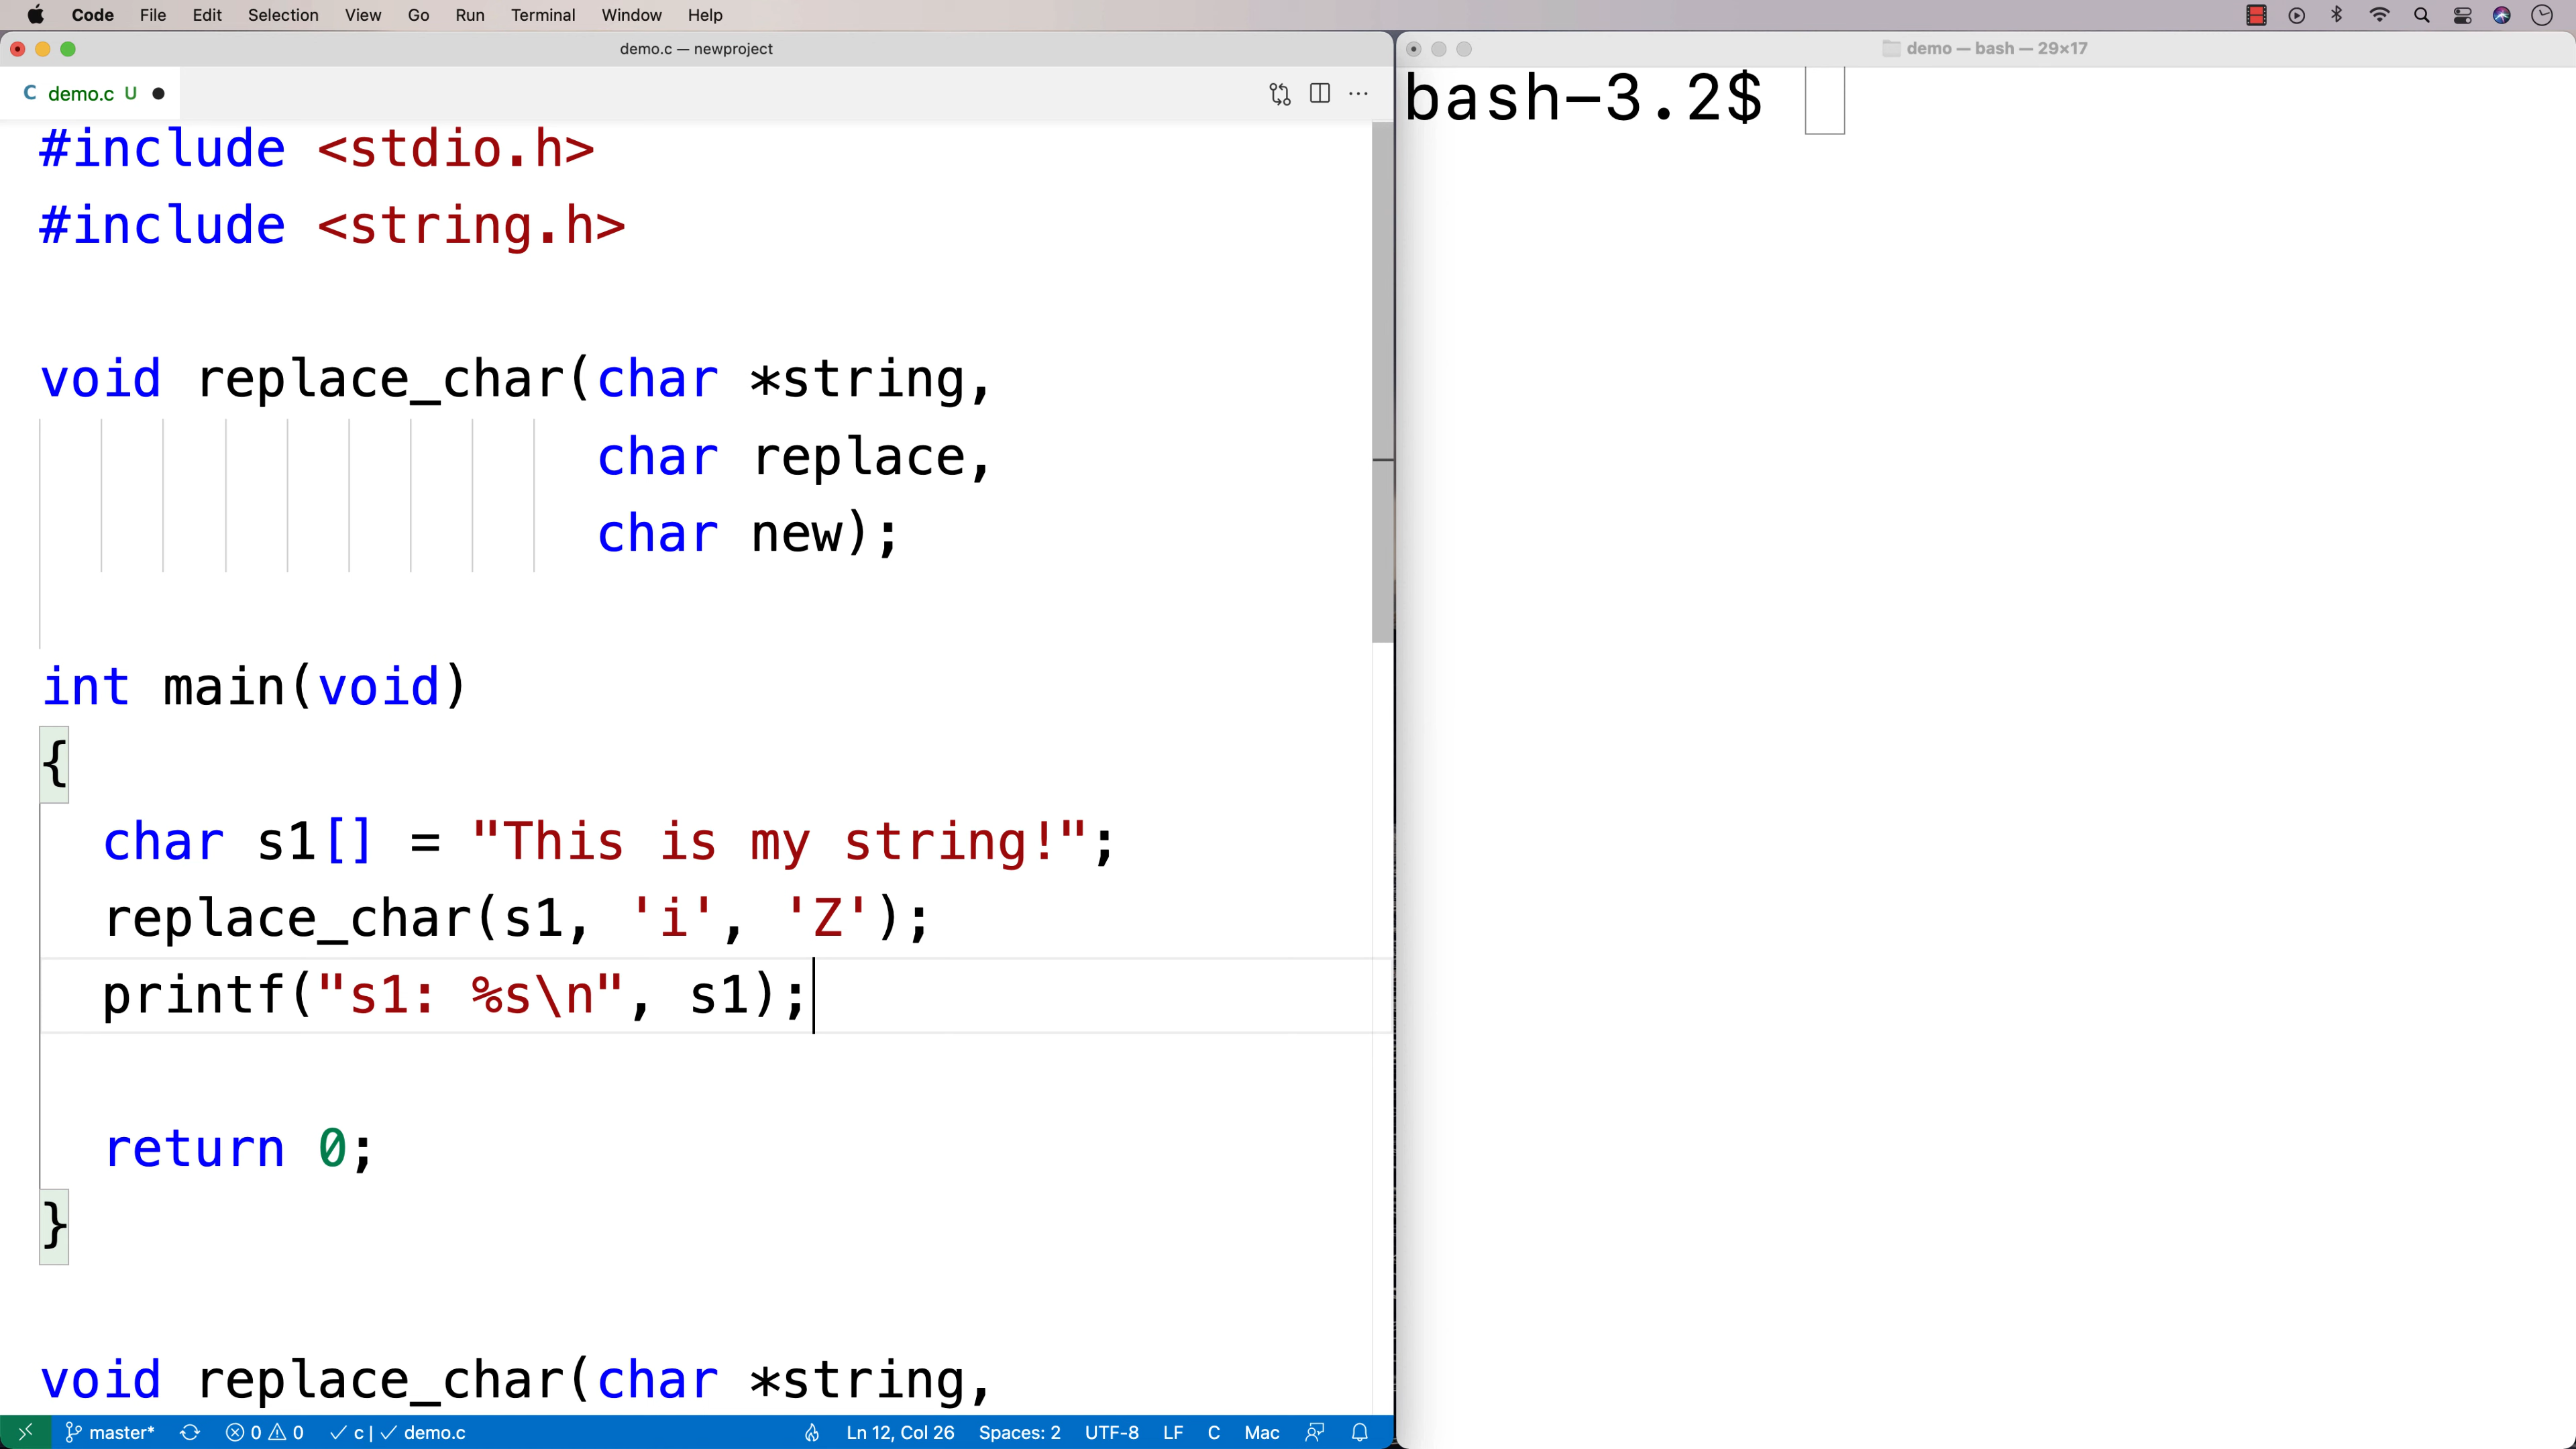 Code File Edit Selection View Go Run Terminal Window Help
demo.c — newproject
C demo.c U
#include <stdio.h>
#include <string.h>
void replace_char(char *string,
char replace,
char new);
int main(void)
{
char s1[] = "This is my string!";
replace_char(s1, 'i', 'Z');
printf("s1: %s\n", s1);
return 0;
}
void replace_char(char *string,
master* 0 0 c | demo.c Ln 12, Col 26 Spaces: 2 UTF-8 LF C Mac
demo — bash — 29×17
bash-3.2$